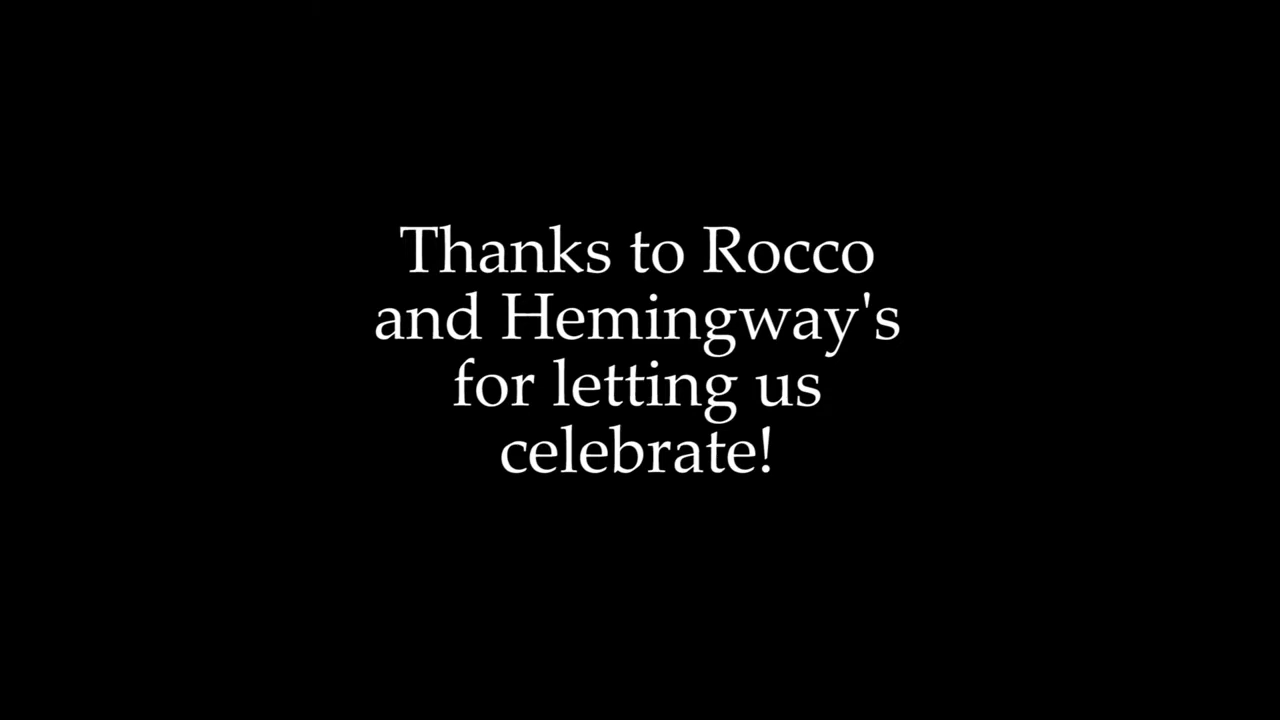 Thanks to Rocco
and Hemingway's
for letting us
celebrate!